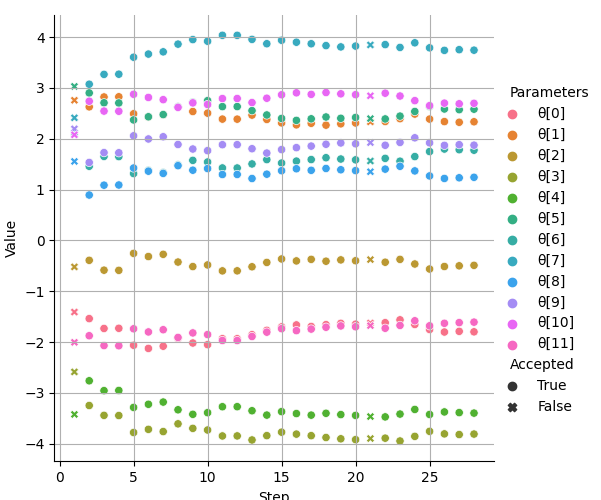 4
3
2
1
0
−1
−2
−3
−4
Value
0
5
10
15
20
25
Step
Parameters
θ[0]
θ[1]
θ[2]
θ[3]
θ[4]
θ[5]
θ[6]
θ[7]
θ[8]
θ[9]
θ[10]
θ[11]
Accepted
True
False